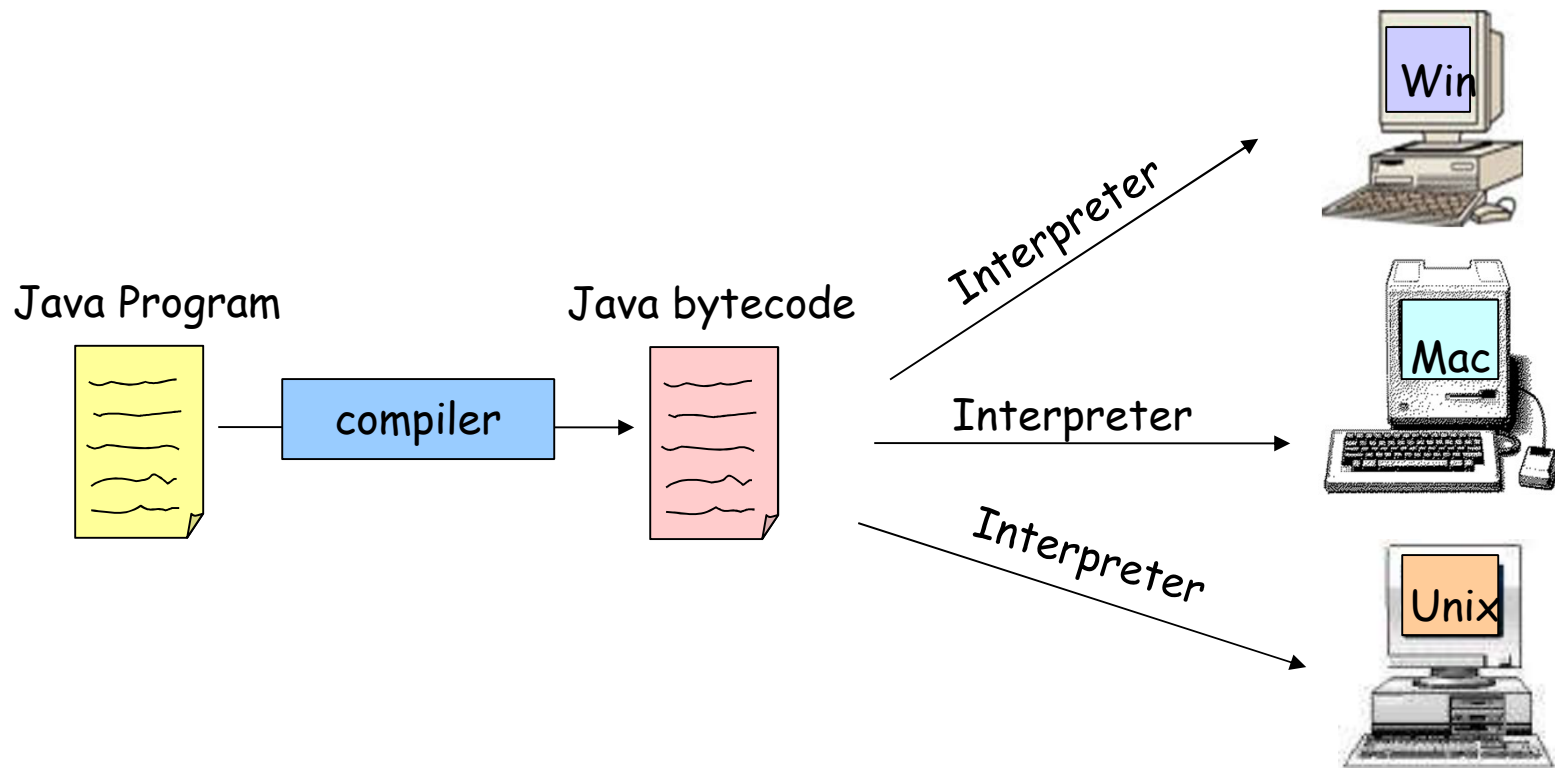 Java Program
compiler
Java bytecode
Interpreter
Interpreter
Interpreter
Win
Mac
Unix